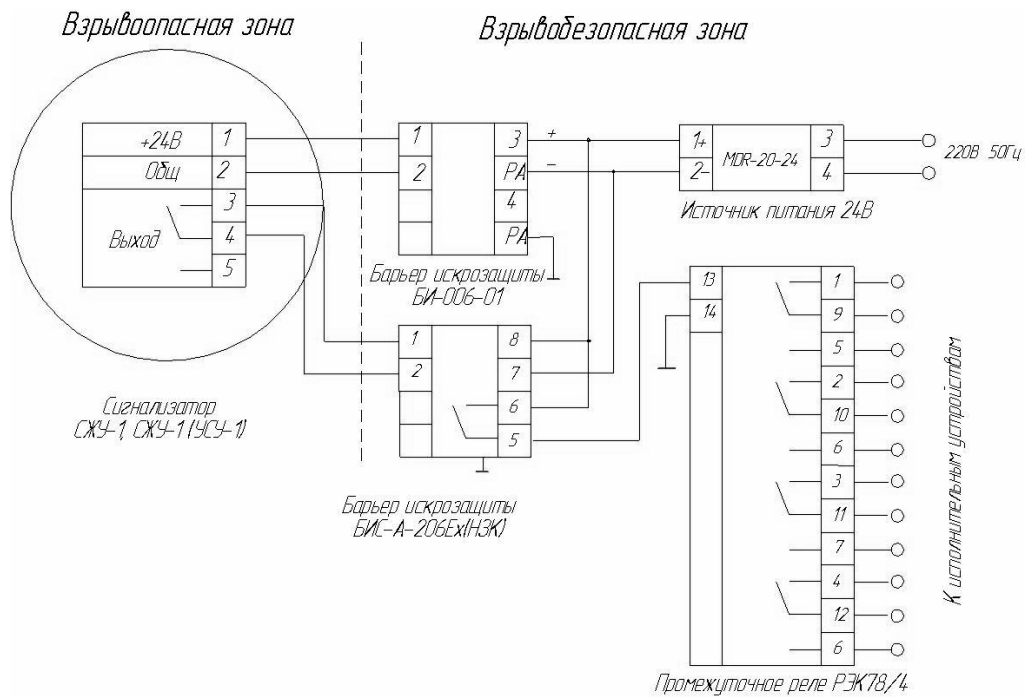 Взрывоопасная зона
Взрывобезопасная зона
+24В 1
Общ 2
3
Выход 4
5
Сигнализатор
СЖУ-1, СЖУ-1 (УСУ-1)
1 3 +
2 РА −
4
РА
Барьер искрозащиты
БИ-006-01
1 8
2 7
6
5
Барьер искрозащиты
БИС-А-206Ех(НЗК)
1+ MDR-20-24 3
2- 4
220В 50Гц
Источник питания 24В
13 1
14 9
5
2
10
6
3
11
7
4
12
6
К исполнительным устройствам
Промежуточное реле РЭК78/4